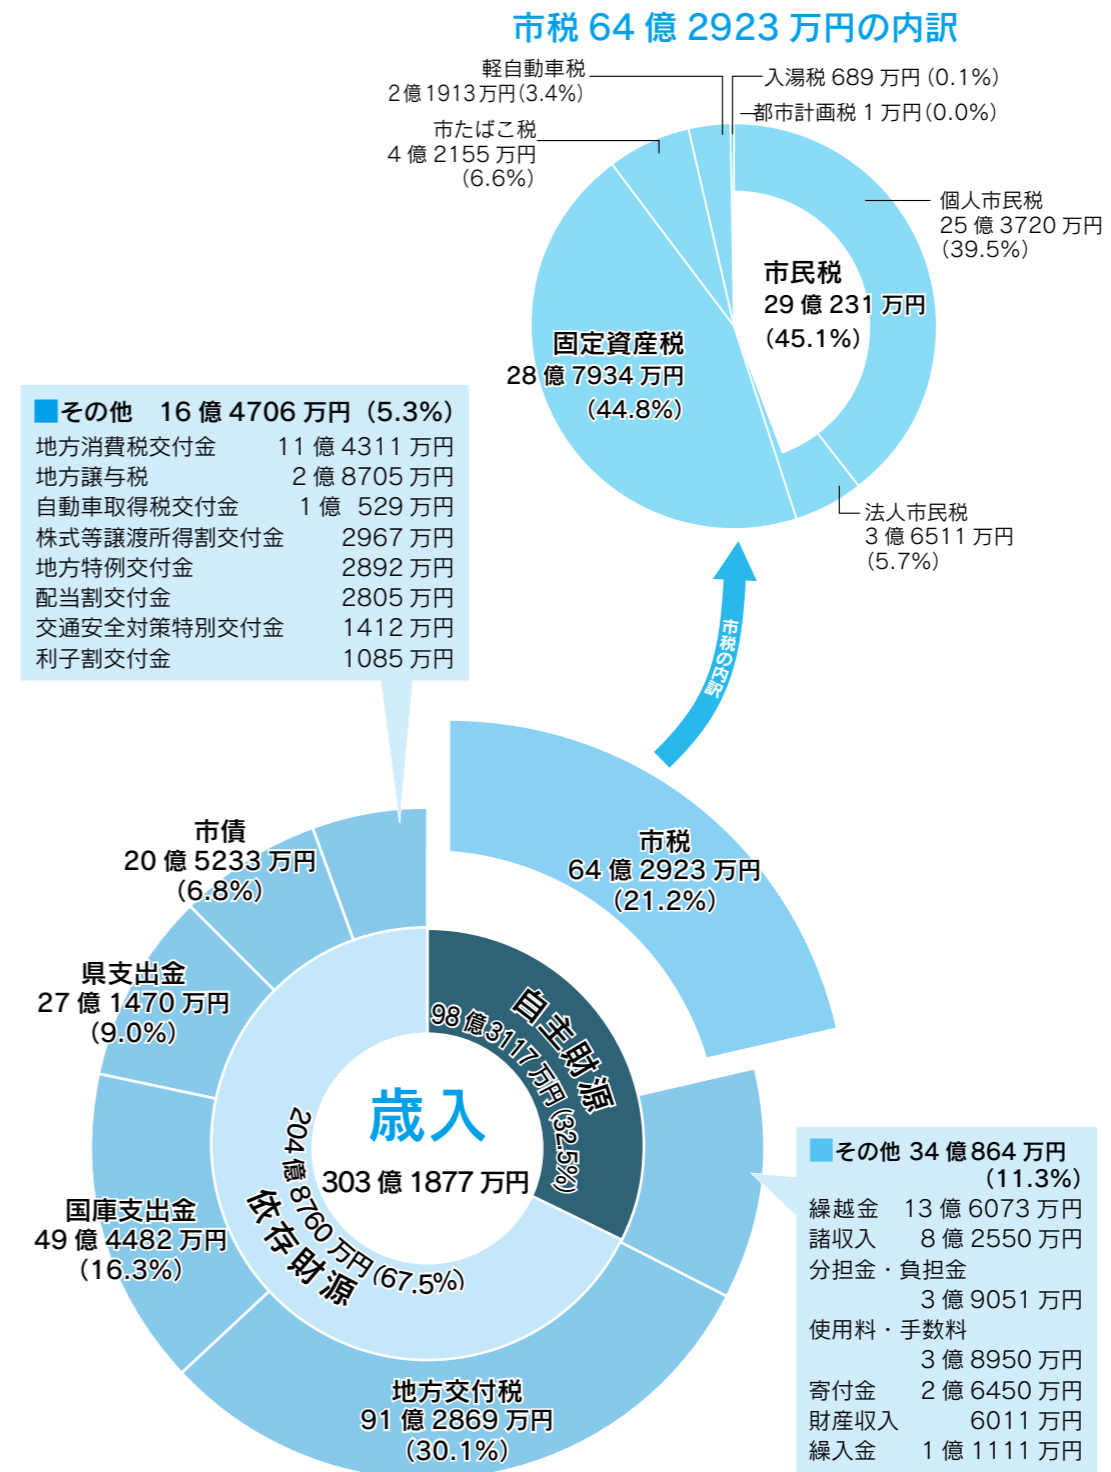 市税 64 億 2923 万円の内訳
軽自動車税
2億1913万円(3.4%)
入湯税 689 万円 (0.1%)
都市計画税 1 万円(0.0%)
市たばこ税
4 億 2155 万円
(6.6%)
個人市民税
25 億 3720 万円
(39.5%)
市民税
29 億 231 万円
(45.1%)
固定資産税
28 億 7934 万円
(44.8%)
法人市民税
3 億 6511 万円
(5.7%)
市税の内訳
■その他 16 億 4706 万円 (5.3%)
地方消費税交付金 11 億 4311 万円
地方譲与税 2 億 8705 万円
自動車取得税交付金 1 億 529 万円
株式等譲渡所得割交付金 2967 万円
地方特例交付金 2892 万円
配当割交付金 2805 万円
交通安全対策特別交付金 1412 万円
利子割交付金 1085 万円
市税
64 億 2923 万円
(21.2%)
市債
20 億 5233 万円
(6.8%)
県支出金
27 億 1470 万円
(9.0%)
国庫支出金
49 億 4482 万円
(16.3%)
地方交付税
91 億 2869 万円
(30.1%)
自主財源
98 億 3117 万円 (32.5%)
歳入
303 億 1877 万円
204 億 8760 万円 (67.5%)
依存財源
■その他 34 億 864 万円
(11.3%)
繰越金 13 億 6073 万円
諸収入 8 億 2550 万円
分担金・負担金
3 億 9051 万円
使用料・手数料
3 億 8950 万円
寄付金 2 億 6450 万円
財産収入 6011 万円
繰入金 1 億 1111 万円